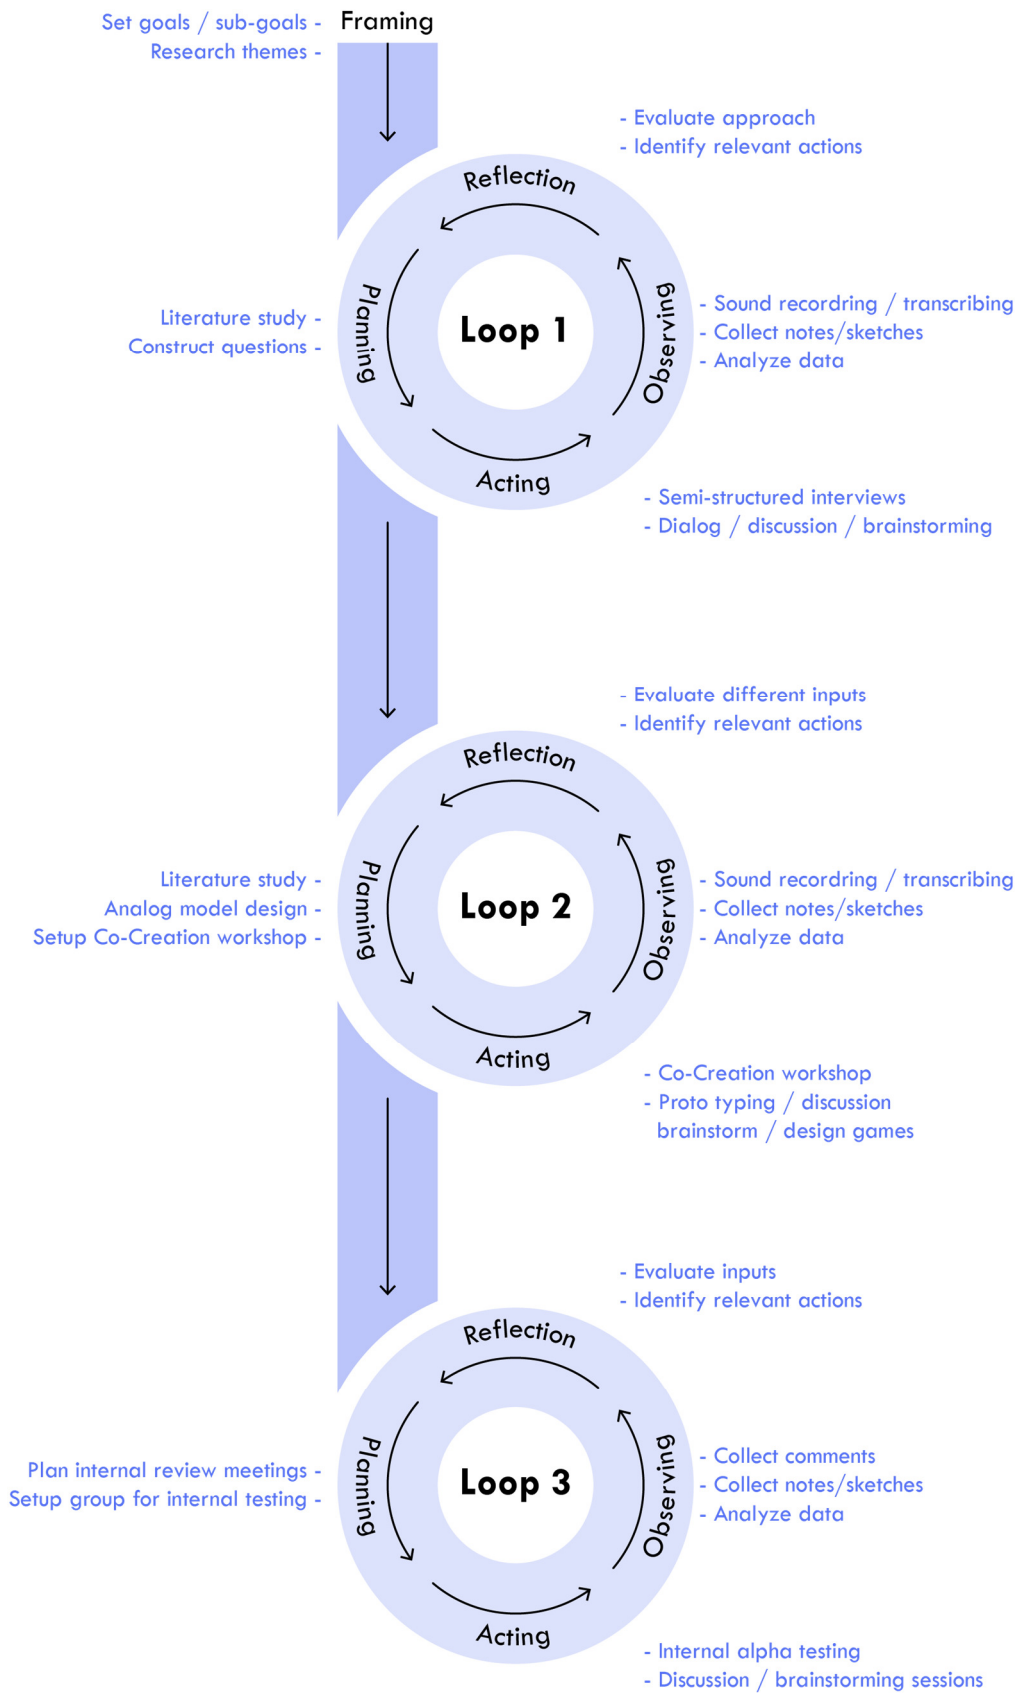 Set goals / sub-goals -
Framing
Research themes -
- Evaluate approach
- Identify relevant actions
Reflection
Literature study -
Construct questions -
Planning
Loop 1
Observing
- Sound recordring / transcribing
- Collect notes/sketches
- Analyze data
Acting
- Semi-structured interviews
- Dialog / discussion / brainstorming
- Evaluate different inputs
- Identify relevant actions
Reflection
Literature study -
Analog model design -
Setup Co-Creation workshop -
Planning
Loop 2
Observing
- Sound recordring / transcribing
- Collect notes/sketches
- Analyze data
Acting
- Co-Creation workshop
- Proto typing / discussion
brainstorm / design games
- Evaluate inputs
- Identify relevant actions
Reflection
Plan internal review meetings -
Setup group for internal testing -
Planning
Loop 3
Observing
- Collect comments
- Collect notes/sketches
- Analyze data
Acting
- Internal alpha testing
- Discussion / brainstorming sessions